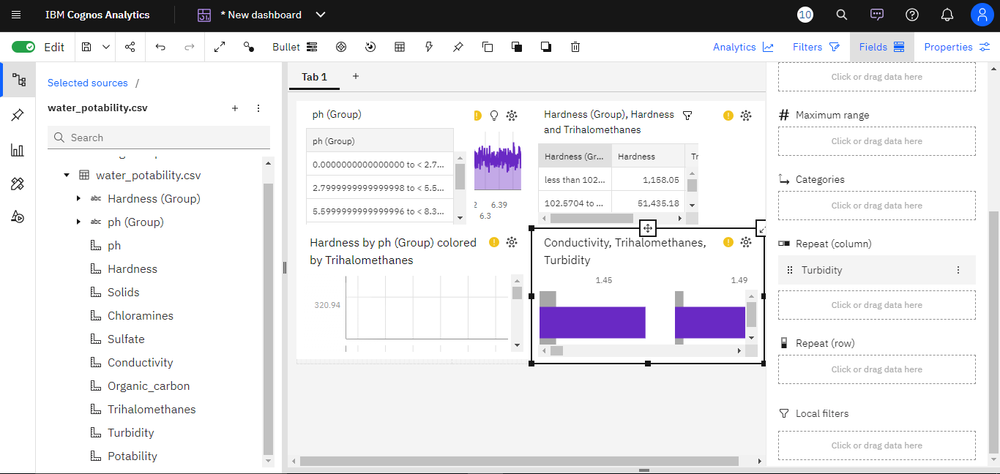 IBM Cognos Analytics
* New dashboard
10
Edit
Bullet
Analytics
Filters
Fields
Properties
Selected sources /
water_potability.csv
Search
water_potability.csv
Hardness (Group)
ph (Group)
ph
Hardness
Solids
Chloramines
Sulfate
Conductivity
Organic_carbon
Trihalomethanes
Turbidity
Potability
Tab 1
ph (Group)
ph (Group)
0.0000000000000000 to < 2.7...
2.7999999999999998 to < 5.5...
5.5999999999999996 to < 8.3...
2 6.39
6.3
Hardness (Group), Hardness
and Trihalomethanes
Hardness (Gr... Hardness Tr
less than 102... 1,158.05
102.5704 to ... 51,435.18
Hardness by ph (Group) colored
by Trihalomethanes
320.94
Conductivity, Trihalomethanes,
Turbidity
1.45 1.49
Click or drag data here
Maximum range
Click or drag data here
Categories
Click or drag data here
Repeat (column)
Turbidity
Click or drag data here
Repeat (row)
Click or drag data here
Local filters
Click or drag data here